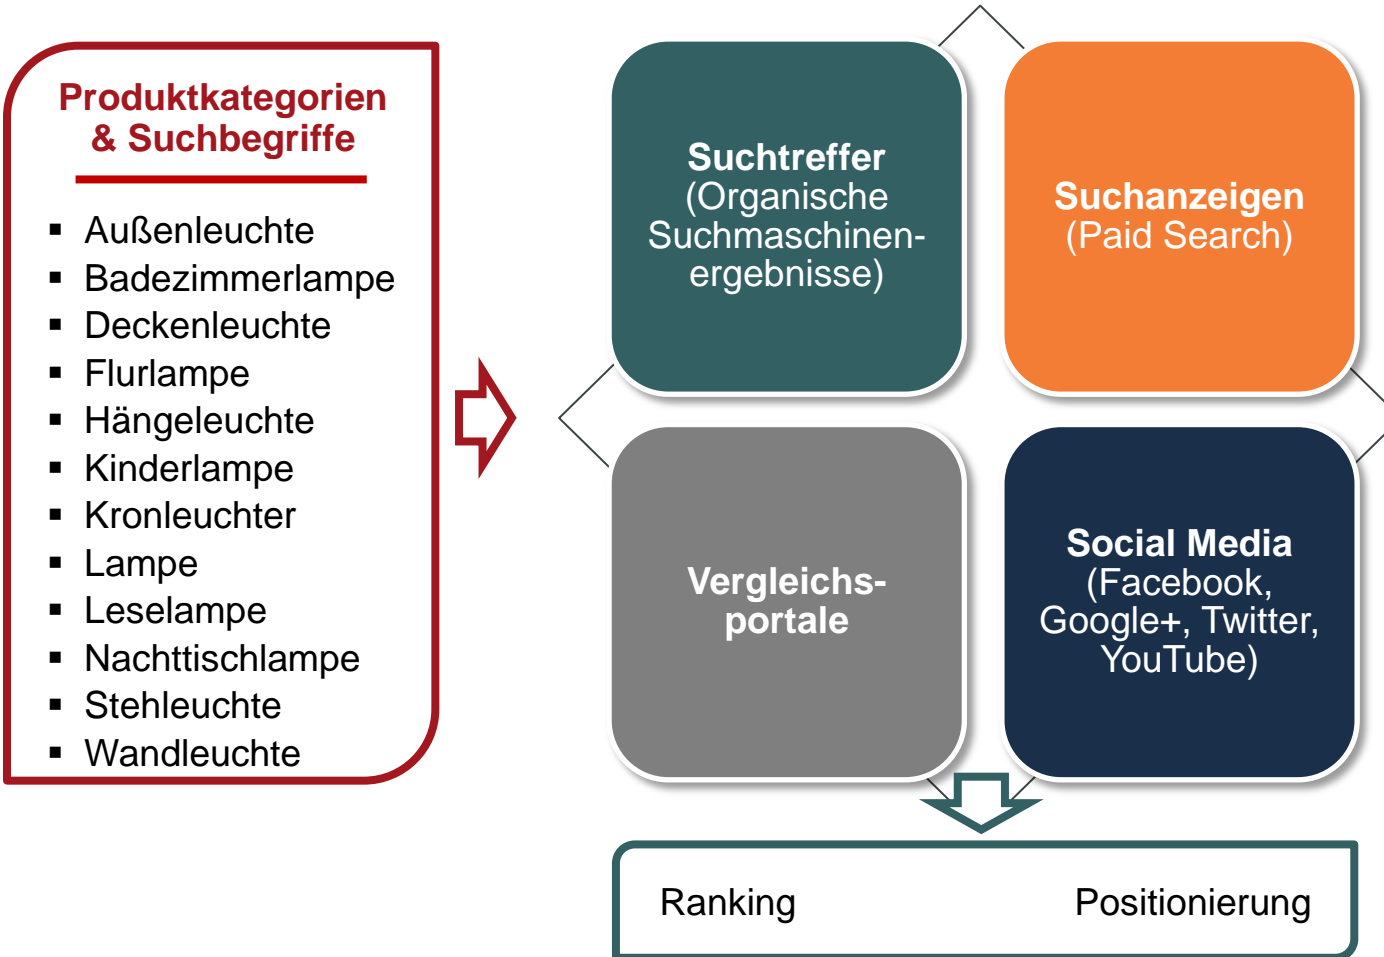 Produktkategorien
& Suchbegriffe
▪ Außenleuchte
▪ Badezimmerlampe
▪ Deckenleuchte
▪ Flurlampe
▪ Hängeleuchte
▪ Kinderlampe
▪ Kronleuchter
▪ Lampe
▪ Leselampe
▪ Nachttischlampe
▪ Stehleuchte
▪ Wandleuchte
Suchtreffer
(Organische
Suchmaschinen-
ergebnisse)
Suchanzeigen
(Paid Search)
Vergleichs-
portale
Social Media
(Facebook,
Google+, Twitter,
YouTube)
Ranking Positionierung